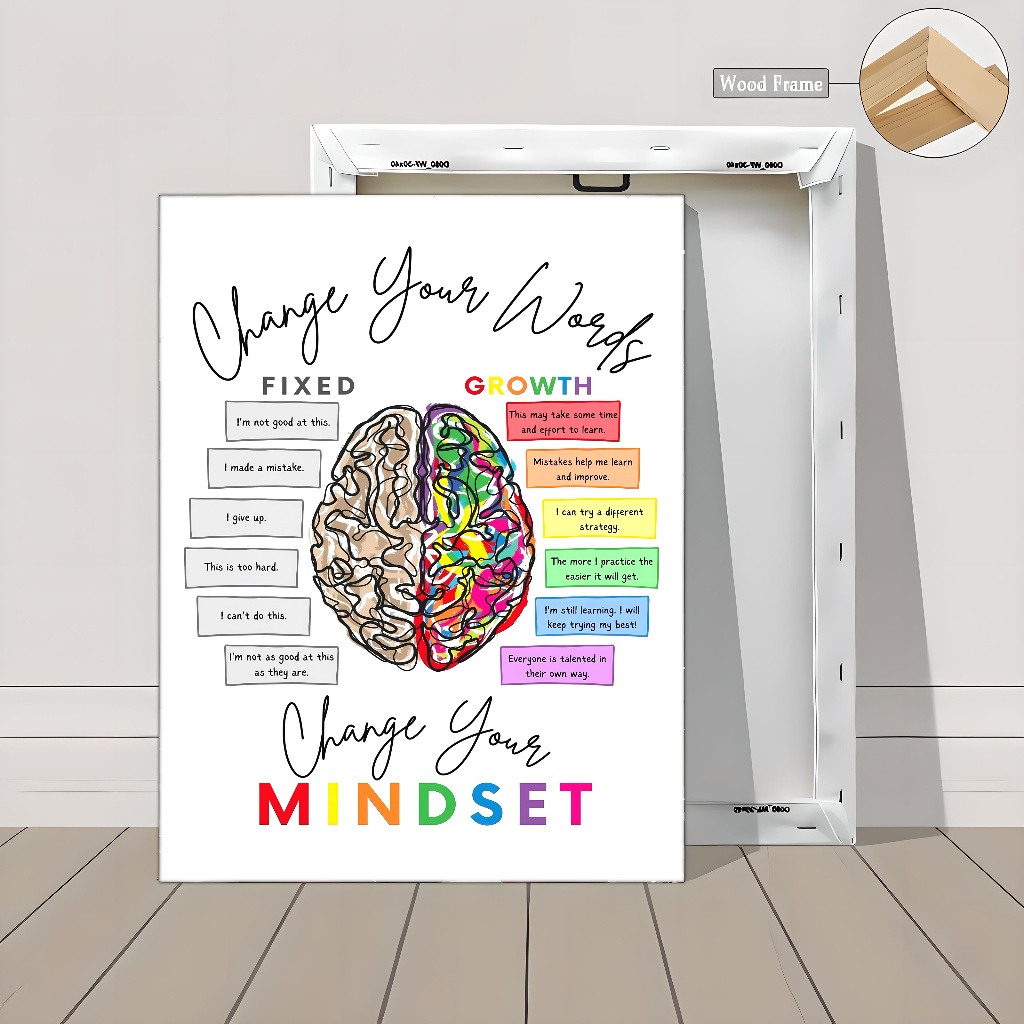 Wood Frame
Change Your Words
FIXED
GROWTH
I'm not good at this.
This may take some time
and effort to learn.
I made a mistake.
Mistakes help me learn
and improve.
I give up.
I can try a different
strategy.
This is too hard.
The more I practice the
easier it will get.
I can't do this.
I'm still learning. I will
keep trying my best!
I'm not as good at this
as they are.
Everyone is talented in
their own way.
Change Your
MINDSET